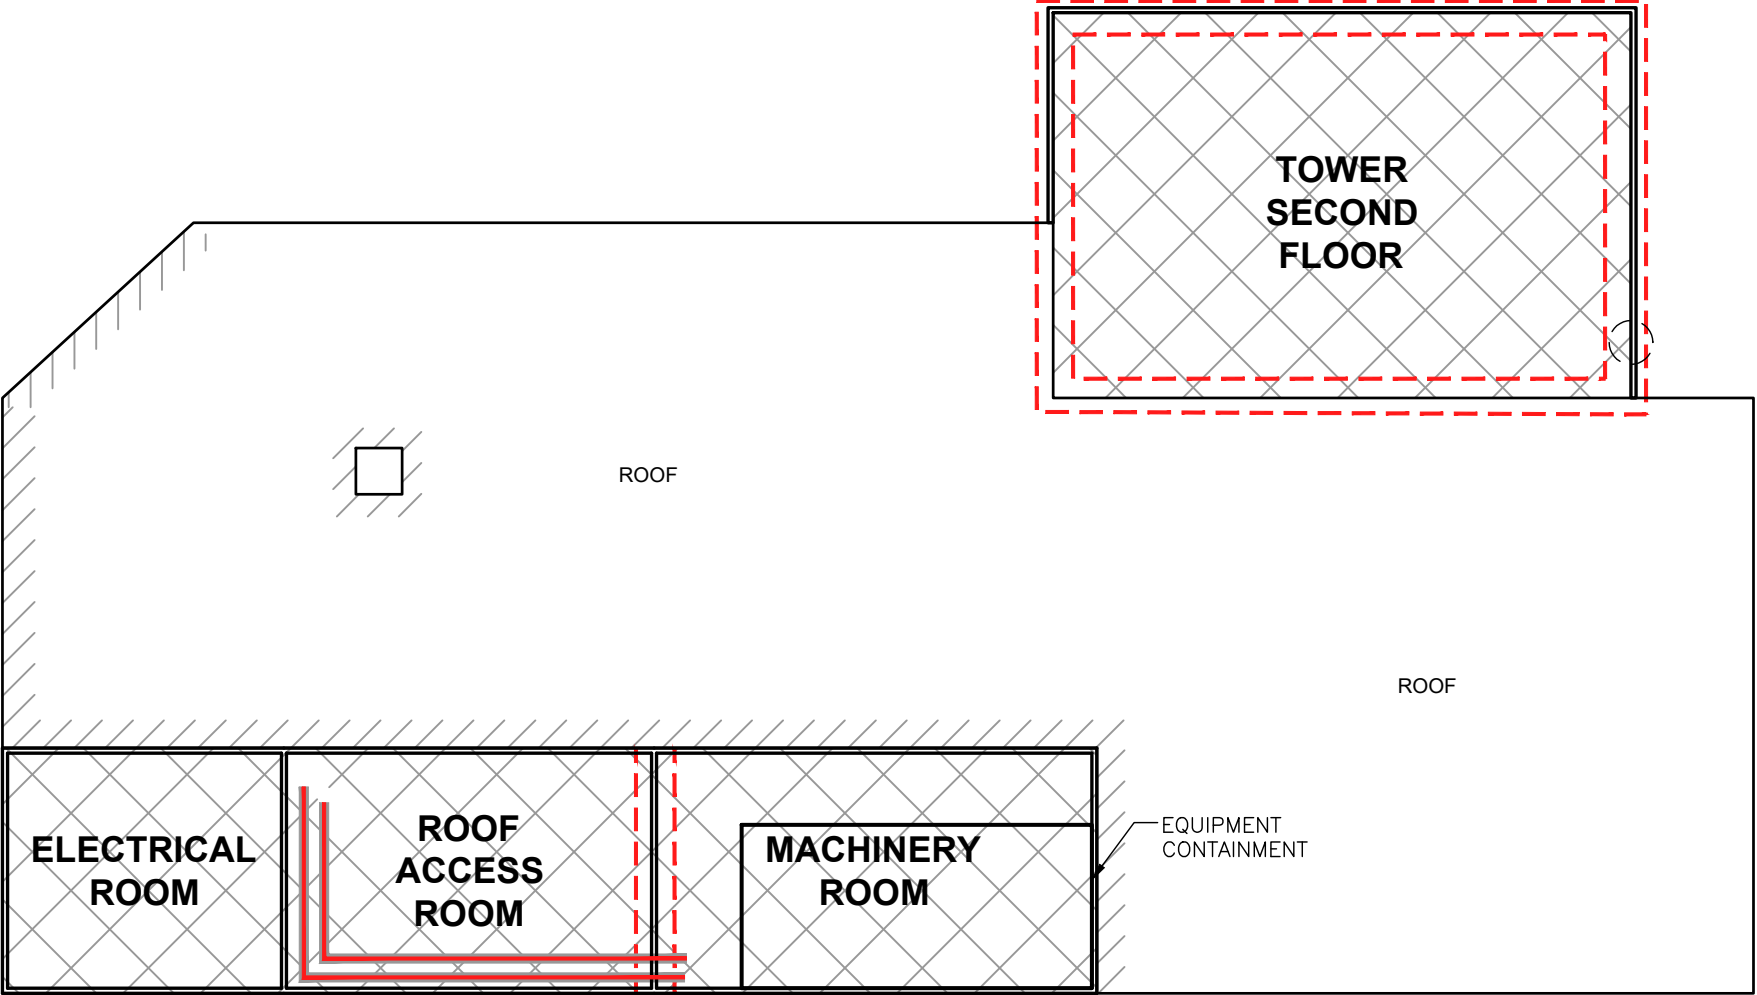 TOWER
SECOND
FLOOR
ROOF
ROOF
ELECTRICAL
ROOM
ROOF
ACCESS
ROOM
MACHINERY
ROOM
EQUIPMENT
CONTAINMENT